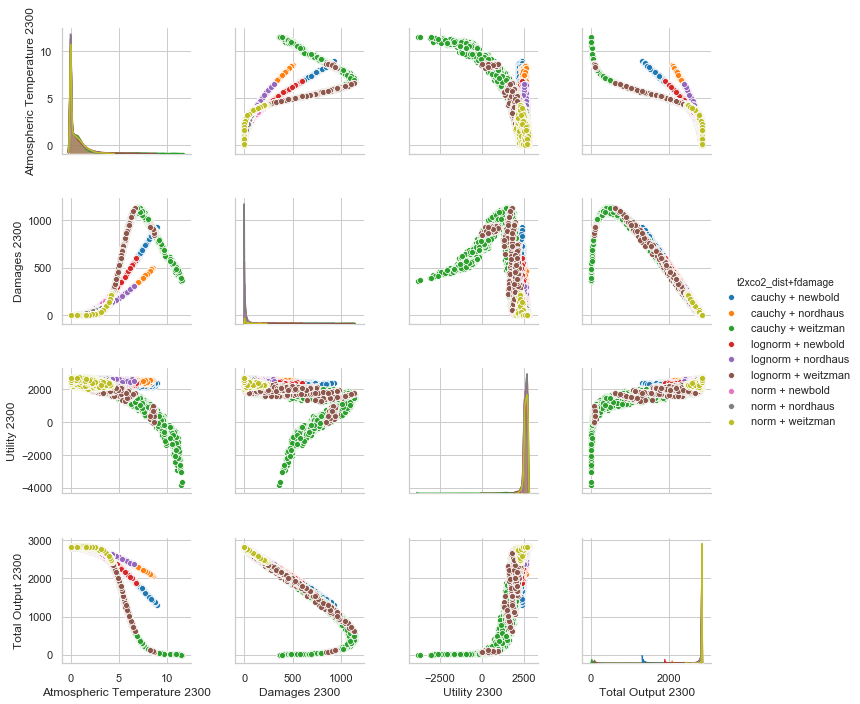 Atmospheric Temperature 2300
10
5
0
Damages 2300
1000
500
0
t2xco2_dist+fdamage
cauchy + newbold
cauchy + nordhaus
cauchy + weitzman
lognorm + newbold
lognorm + nordhaus
lognorm + weitzman
norm + newbold
norm + nordhaus
norm + weitzman
Utility 2300
2000
0
−2000
−4000
Total Output 2300
3000
2000
1000
0
0 5 10 0 500 1000 −2500 0 2500 0 2000
Atmospheric Temperature 2300 Damages 2300 Utility 2300 Total Output 2300